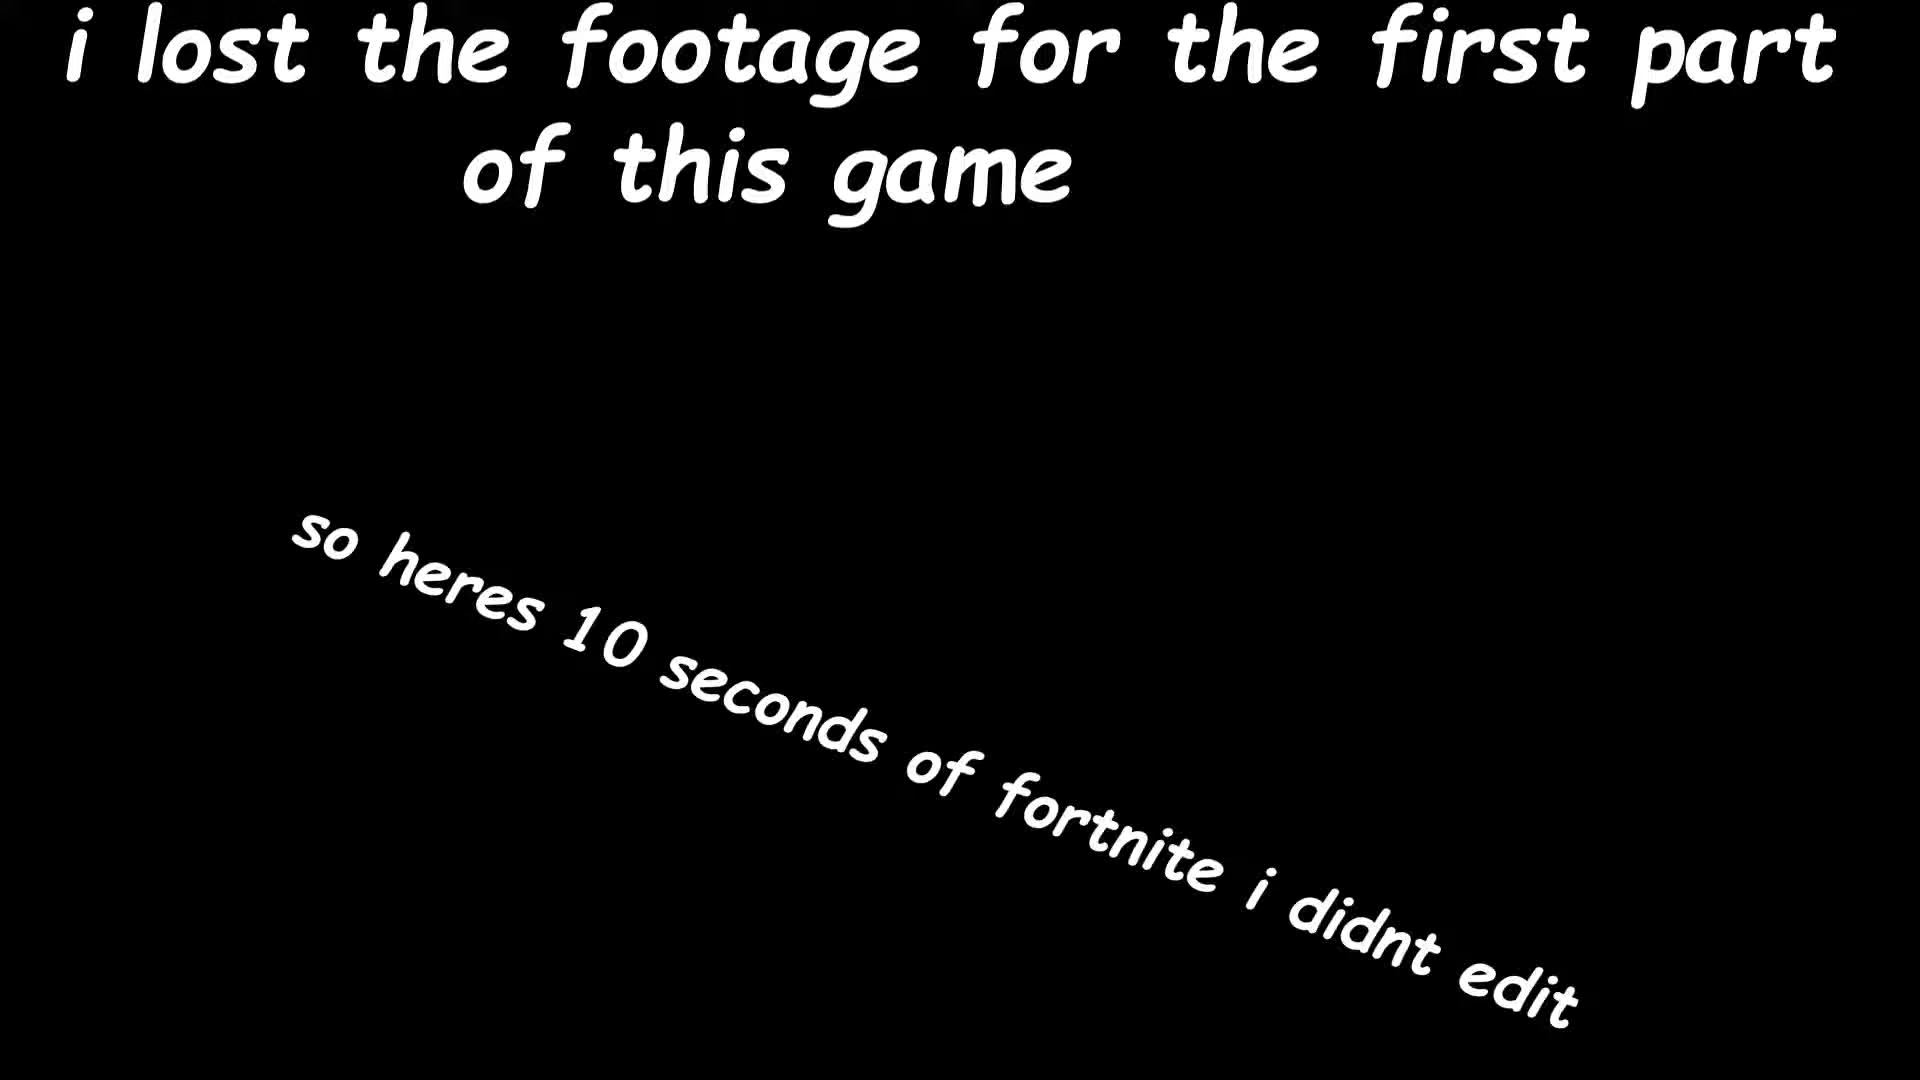 i lost the footage for the first part
of this game
so heres 10 seconds of fortnite i didnt edit